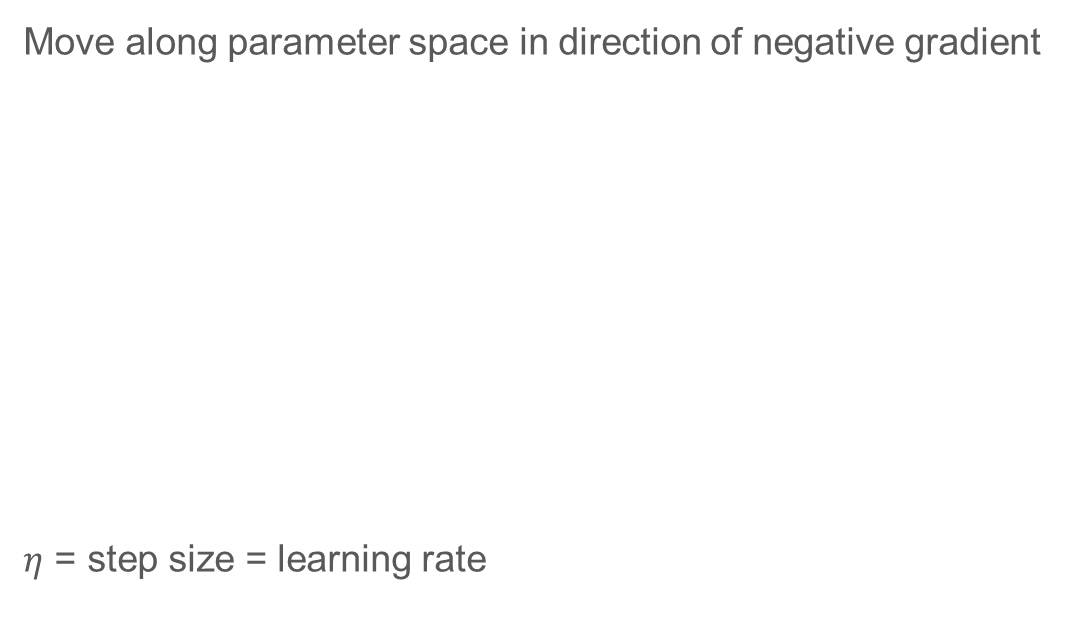 Move along parameter space in direction of negative gradient
η = step size = learning rate